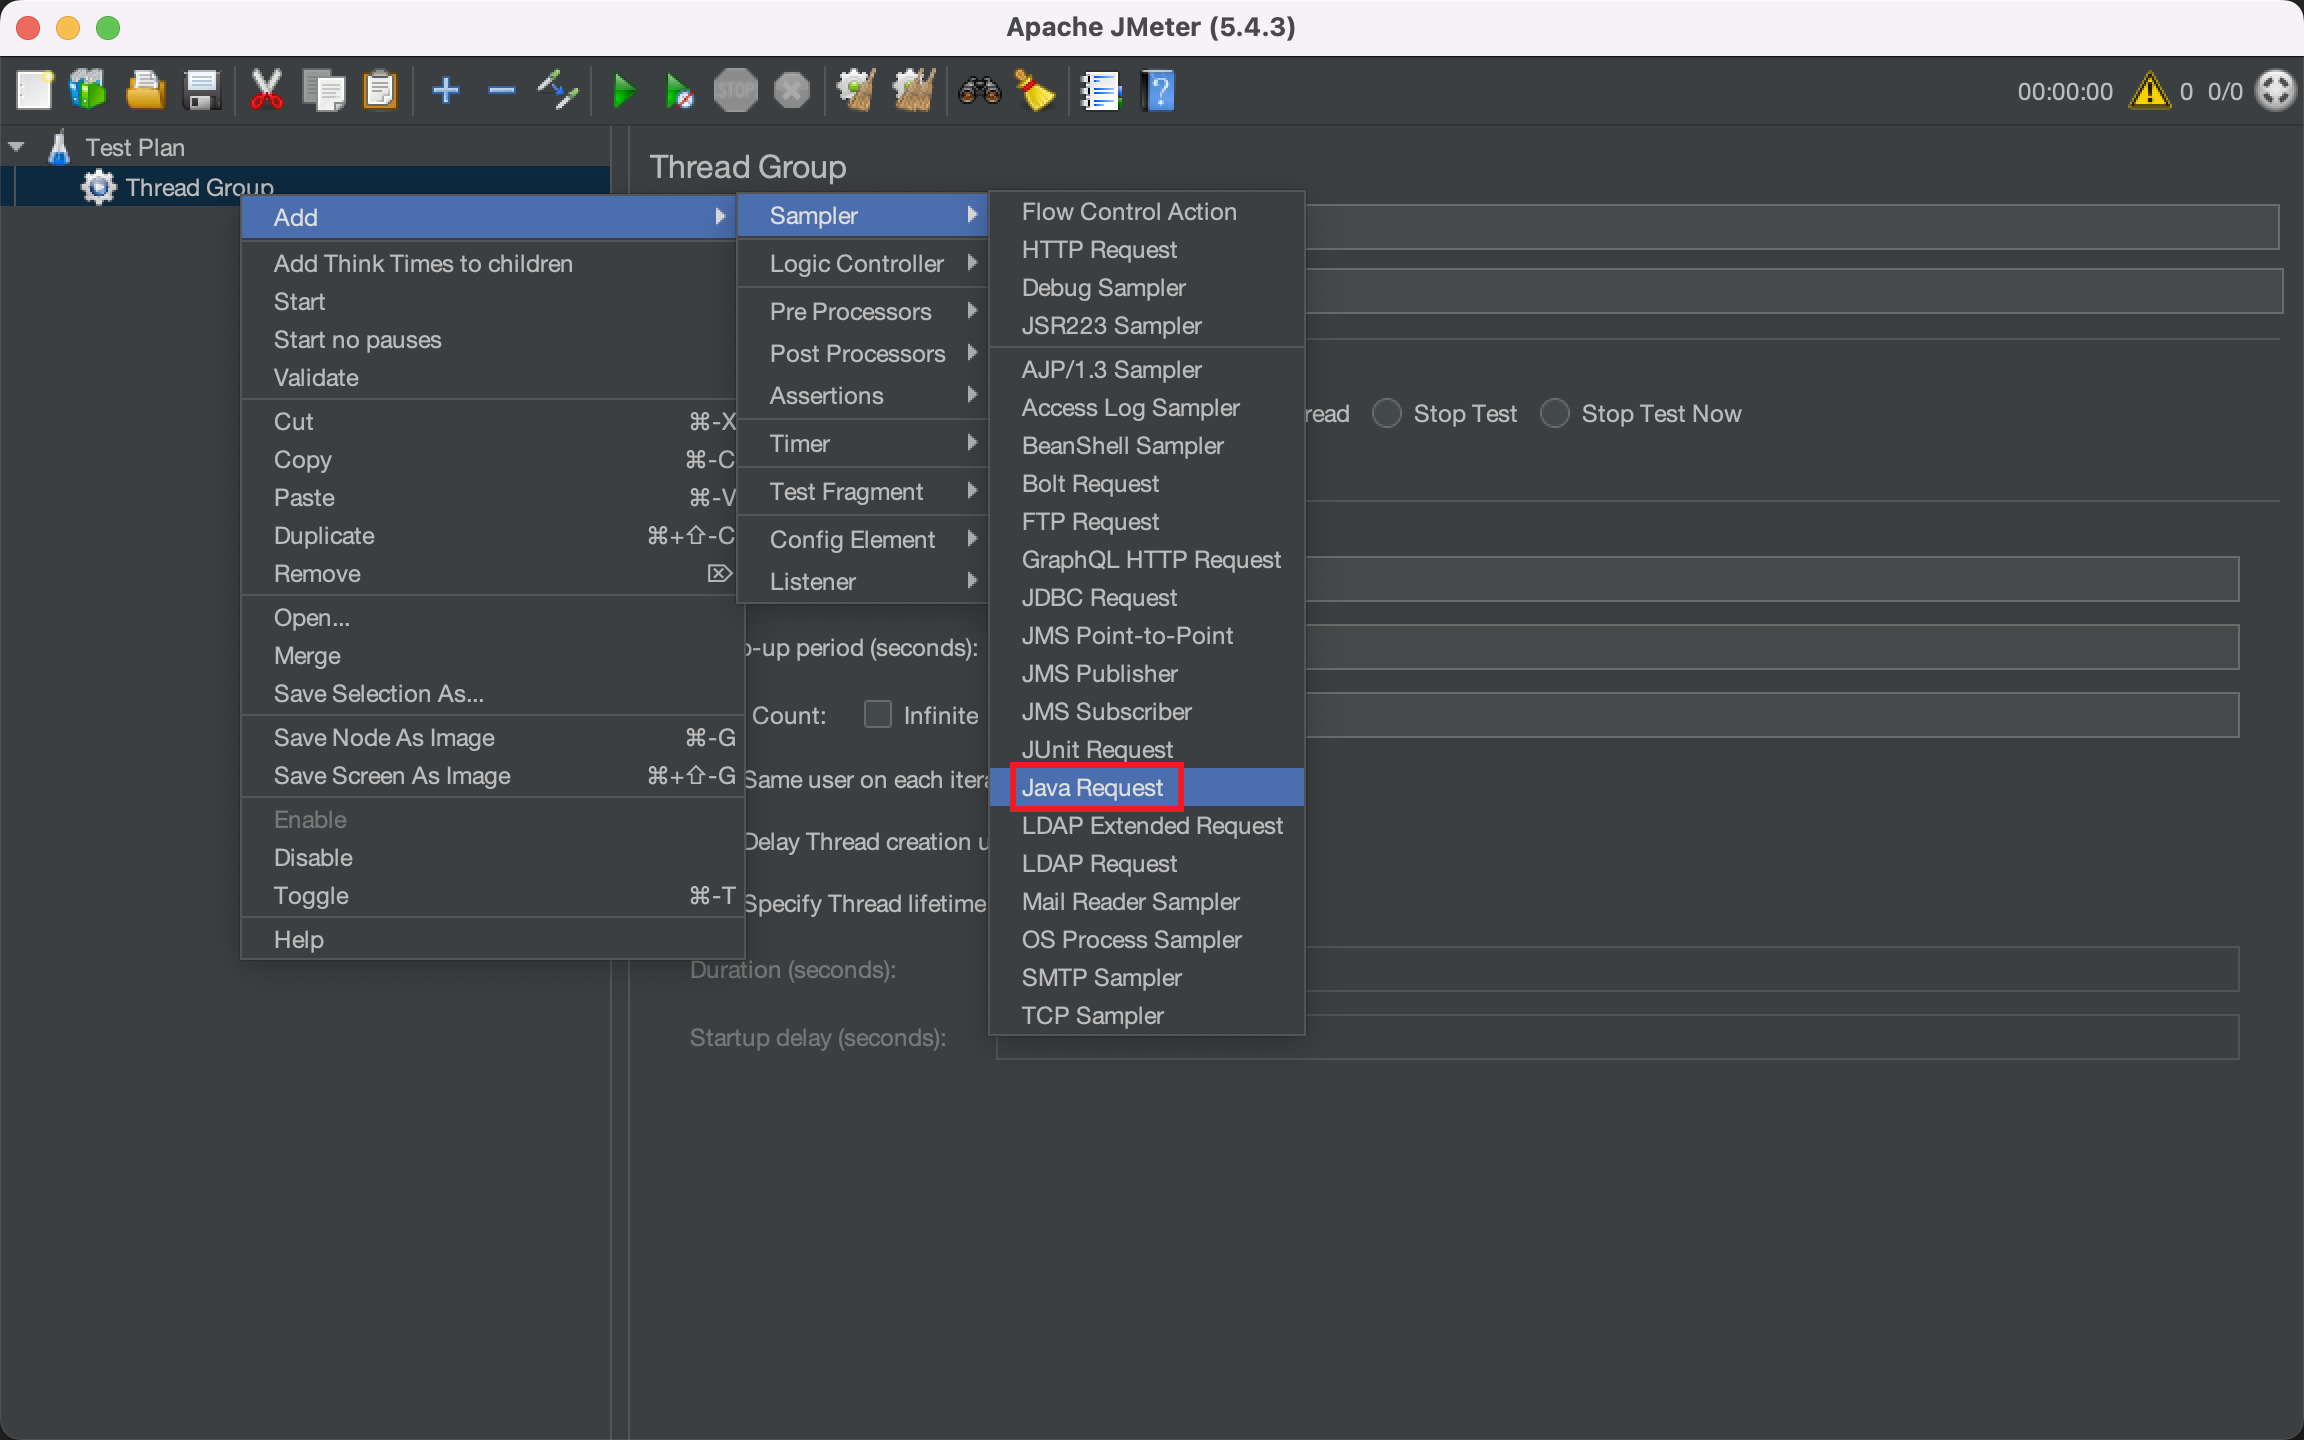 Apache JMeter (5.4.3)
STOP
00:00:00 0 0/0
Test Plan
Thread Group
Thread Group
Add
Add Think Times to children
Start
Start no pauses
Validate
Cut ⌘-X
Copy ⌘-C
Paste ⌘-V
Duplicate ⌘+⇧-C
Remove ⌦
Open...
Merge
Save Selection As...
Save Node As Image ⌘-G
Save Screen As Image ⌘+⇧-G
Enable
Disable
Toggle ⌘-T
Help
Sampler
Logic Controller
Pre Processors
Post Processors
Assertions
Timer
Test Fragment
Config Element
Listener
Flow Control Action
HTTP Request
Debug Sampler
JSR223 Sampler
AJP/1.3 Sampler
Access Log Sampler
BeanShell Sampler
Bolt Request
FTP Request
GraphQL HTTP Request
JDBC Request
JMS Point-to-Point
JMS Publisher
JMS Subscriber
JUnit Request
Java Request
LDAP Extended Request
LDAP Request
Mail Reader Sampler
OS Process Sampler
SMTP Sampler
TCP Sampler
read Stop Test Stop Test Now
-up period (seconds):
Count: Infinite
Same user on each itera
Delay Thread creation u
Specify Thread lifetime
Duration (seconds):
Startup delay (seconds):